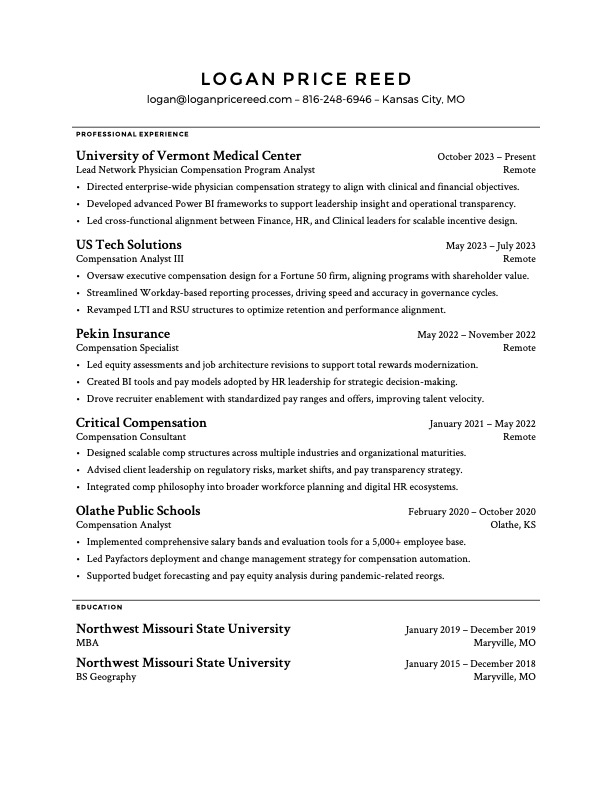 LOGAN PRICE REED
logan@loganpricereed.com – 816-248-6946 – Kansas City, MO
PROFESSIONAL EXPERIENCE
University of Vermont Medical Center October 2023 – Present
Lead Network Physician Compensation Program Analyst Remote
• Directed enterprise-wide physician compensation strategy to align with clinical and financial objectives.
• Developed advanced Power BI frameworks to support leadership insight and operational transparency.
• Led cross-functional alignment between Finance, HR, and Clinical leaders for scalable incentive design.
US Tech Solutions May 2023 – July 2023
Compensation Analyst III Remote
• Oversaw executive compensation design for a Fortune 50 firm, aligning programs with shareholder value.
• Streamlined Workday-based reporting processes, driving speed and accuracy in governance cycles.
• Revamped LTI and RSU structures to optimize retention and performance alignment.
Pekin Insurance May 2022 – November 2022
Compensation Specialist Remote
• Led equity assessments and job architecture revisions to support total rewards modernization.
• Created BI tools and pay models adopted by HR leadership for strategic decision-making.
• Drove recruiter enablement with standardized pay ranges and offers, improving talent velocity.
Critical Compensation January 2021 – May 2022
Compensation Consultant Remote
• Designed scalable comp structures across multiple industries and organizational maturities.
• Advised client leadership on regulatory risks, market shifts, and pay transparency strategy.
• Integrated comp philosophy into broader workforce planning and digital HR ecosystems.
Olathe Public Schools February 2020 – October 2020
Compensation Analyst Olathe, KS
• Implemented comprehensive salary bands and evaluation tools for a 5,000+ employee base.
• Led Payfactors deployment and change management strategy for compensation automation.
• Supported budget forecasting and pay equity analysis during pandemic-related reorgs.
EDUCATION
Northwest Missouri State University January 2019 – December 2019
MBA Maryville, MO
Northwest Missouri State University January 2015 – December 2018
BS Geography Maryville, MO